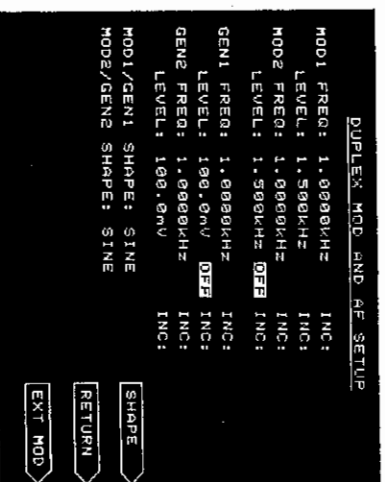 DUPLEX MOD AND AF SETUP
MOD1 FREQ: 1.0000kHz INC:
LEVEL: 1.500kHz INC:
MOD2 FREQ: 1.0000kHz INC:
LEVEL: 1.500kHz OFF INC:
GEN1 FREQ: 1.0000kHz INC:
LEVEL: 100.0mV OFF INC:
GEN2 FREQ: 1.0000kHz INC:
LEVEL: 100.0mV INC:
MOD1/GEN1 SHAPE: SINE
MOD2/GEN2 SHAPE: SINE
SHAPE
RETURN
EXT MOD